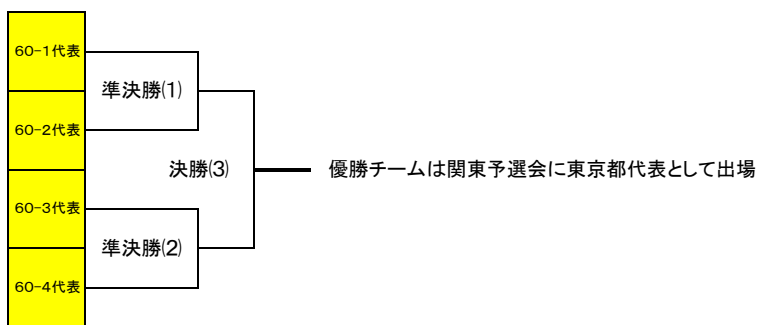 60-1代表
準決勝(1)
60-2代表
決勝(3)
優勝チームは関東予選会に東京都代表として出場
60-3代表
準決勝(2)
60-4代表